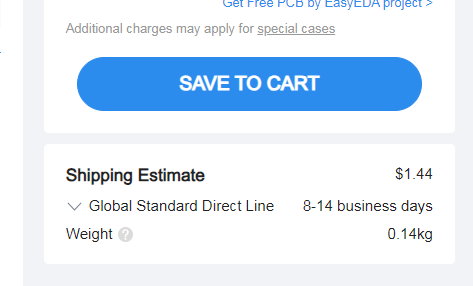 Get Free PCB by EasyEDA project >
Additional charges may apply for special cases
SAVE TO CART
Shipping Estimate $1.44
Global Standard Direct Line 8-14 business days
Weight ? 0.14kg